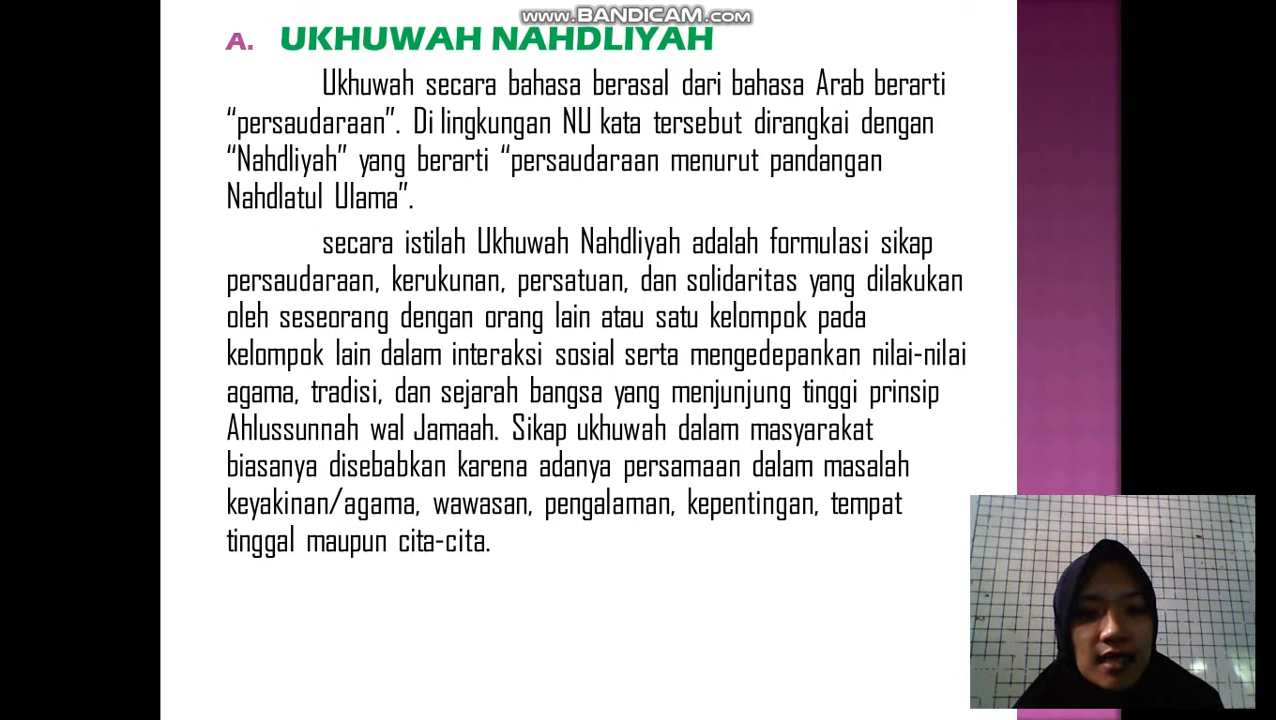 www.BANDICAM.com
A. UKHUWAH NAHDLIYAH
Ukhuwah secara bahasa berasal dari bahasa Arab berarti
“persaudaraan”. Di lingkungan NU kata tersebut dirangkai dengan
“Nahdliyah” yang berarti “persaudaraan menurut pandangan
Nahdlatul Ulama”.
secara istilah Ukhuwah Nahdliyah adalah formulasi sikap
persaudaraan, kerukunan, persatuan, dan solidaritas yang dilakukan
oleh seseorang dengan orang lain atau satu kelompok pada
kelompok lain dalam interaksi sosial serta mengedepankan nilai-nilai
agama, tradisi, dan sejarah bangsa yang menjunjung tinggi prinsip
Ahlussunnah wal Jamaah. Sikap ukhuwah dalam masyarakat
biasanya disebabkan karena adanya persamaan dalam masalah
keyakinan/agama, wawasan, pengalaman, kepentingan, tempat
tinggal maupun cita-cita.